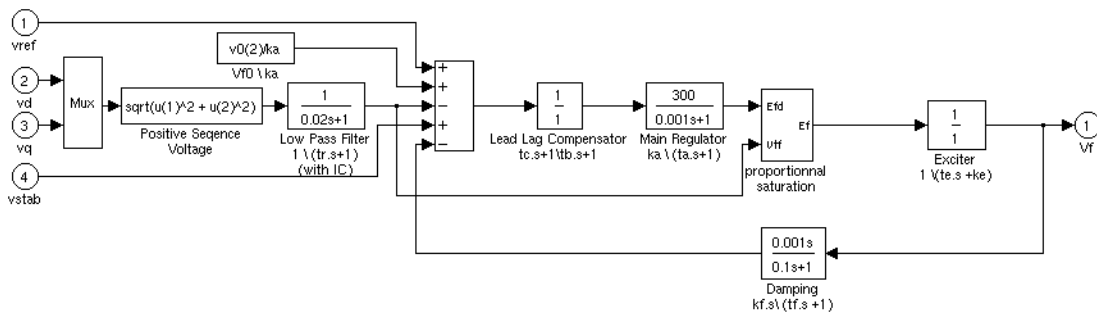 1
vref
v0(2)/ka
Vf0 \ ka
2
vd
3
vq
4
vstab
Mux
sqrt(u(1)^2 + u(2)^2)
Positive Seqence
Voltage
1
0.02s+1
Low Pass Filter
1 \ (tr.s+1)
(with IC)
+
+
−
+
−
1
1
Lead Lag Compensator
tc.s+1\tb.s+1
300
0.001s+1
Main Regulator
ka \ (ta.s+1)
Efd
Vtf
Ef
proportionnal
saturation
1
1
Exciter
1 \(te.s +ke)
1
Vf
0.001s
0.1s+1
Damping
kf.s\ (tf.s +1)